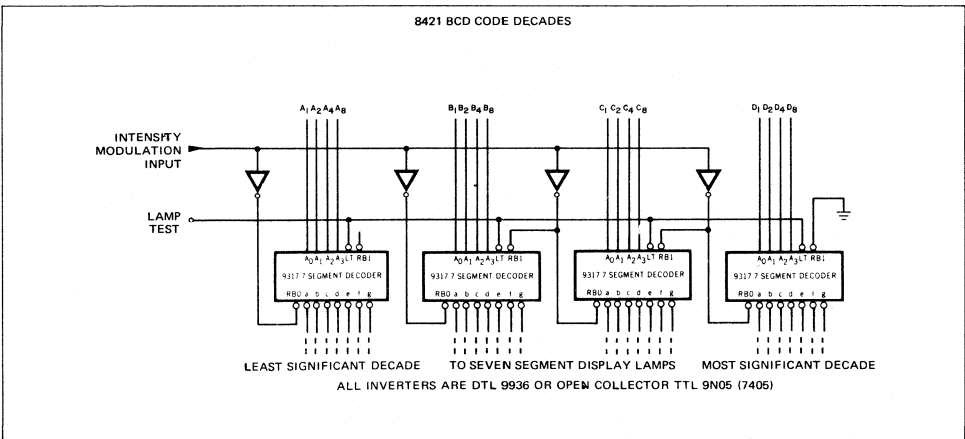 8421 BCD CODE DECADES
A1 A2 A4 A8
B1 B2 B4 B8
C1 C2 C4 C8
D1 D2 D4 D8
INTENSITY
MODULATION
INPUT
LAMP
TEST
A0 A1 A2 A3 LT RBI
9317 7 SEGMENT DECODER
RBO a b c d e f g
A0 A1 A2 A3 LT RBI
9317 7 SEGMENT DECODER
RBO a b c d e f g
A0 A1 A2 A3 LT RBI
9317 7 SEGMENT DECODER
RBO a b c d e f g
A0 A1 A2 A3 LT RBI
9317 7 SEGMENT DECODER
RBO a b c d e f g
LEAST SIGNIFICANT DECADE
TO SEVEN SEGMENT DISPLAY LAMPS
MOST SIGNIFICANT DECADE
ALL INVERTERS ARE DTL 9936 OR OPEN COLLECTOR TTL 9N05 (7405)